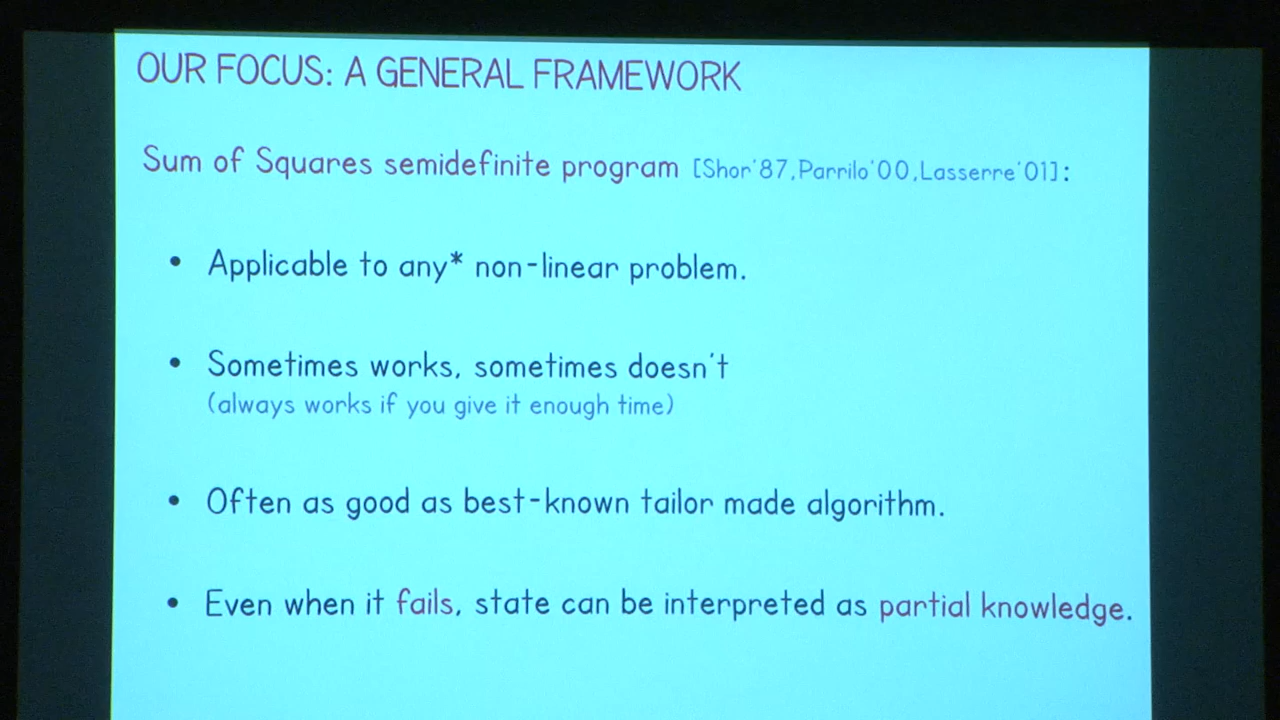 OUR FOCUS: A GENERAL FRAMEWORK
Sum of Squares semidefinite program [Shor'87,Parrilo'00,Lasserre'01]:
• Applicable to any* non-linear problem.
• Sometimes works, sometimes doesn't
(always works if you give it enough time)
• Often as good as best-known tailor made algorithm.
• Even when it fails, state can be interpreted as partial knowledge.